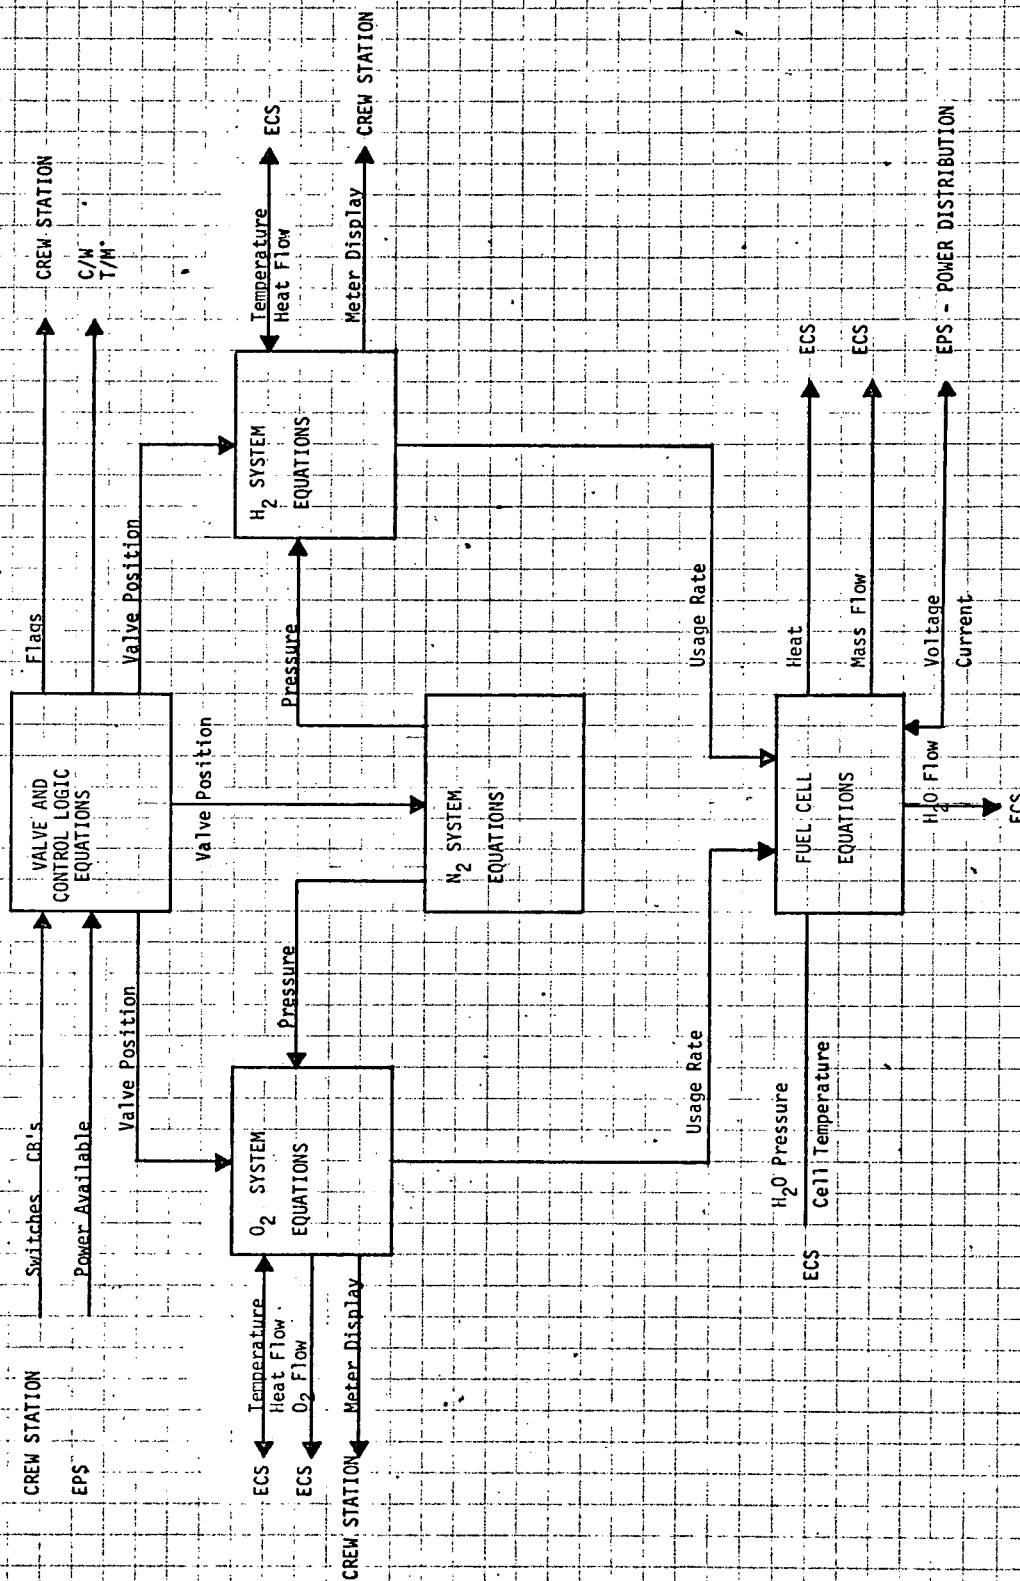 CREW STATION
Switches CB's
EPS
Power Available
VALVE AND
CONTROL LOGIC
EQUATIONS
Flags
CREW STATION
C/W
T/M
Valve Position
Valve Position
Valve Position
ECS
Temperature
Heat Flow
ECS
O2 Flow
CREW STATION
Meter Display
O2 SYSTEM
EQUATIONS
Pressure
Pressure
H2 SYSTEM
EQUATIONS
Temperature
Heat Flow
ECS
Meter Display
CREW STATION
N2 SYSTEM
EQUATIONS
Usage Rate
Usage Rate
ECS
H2O Pressure
Cell Temperature
FUEL CELL
EQUATIONS
Heat
ECS
Mass Flow
ECS
Voltage
Current
EPS - POWER DISTRIBUTION
H2O Flow
ECS